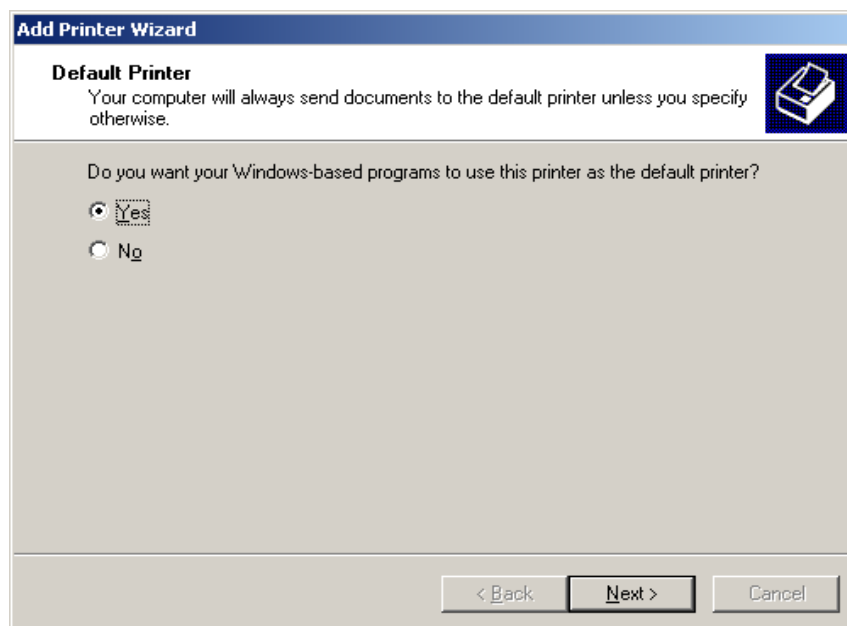 Add Printer Wizard
Default Printer
Your computer will always send documents to the default printer unless you specify
otherwise.
Do you want your Windows-based programs to use this printer as the default printer?
Yes
No
< Back
Next >
Cancel